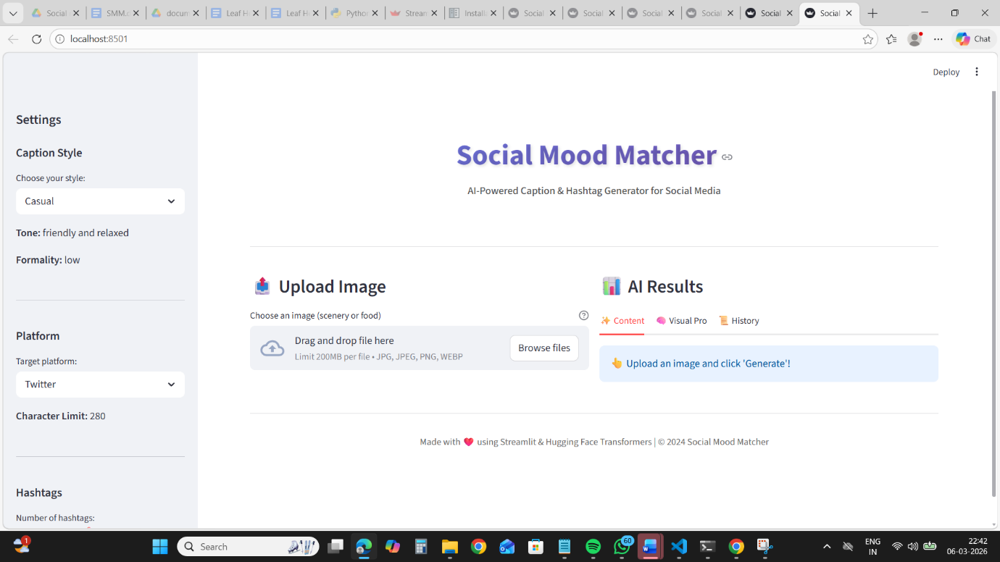 Social
SMM.c
docum
Leaf H
Leaf H
Pytho
Stream
Install
Social
Social
Social
Social
Social
Social
localhost:8501
Chat
Deploy
Settings
Caption Style
Choose your style:
Casual
Tone: friendly and relaxed
Formality: low
Platform
Target platform:
Twitter
Character Limit: 280
Hashtags
Number of hashtags:
Social Mood Matcher
AI-Powered Caption & Hashtag Generator for Social Media
📤 Upload Image
Choose an image (scenery or food)
Drag and drop file here
Limit 200MB per file • JPG, JPEG, PNG, WEBP
Browse files
📊 AI Results
✨ Content 🧠 Visual Pro 📜 History
👆 Upload an image and click 'Generate'!
Made with ❤️ using Streamlit & Hugging Face Transformers | © 2024 Social Mood Matcher
1
Search
60
ENG
IN
22:42
06-03-2026